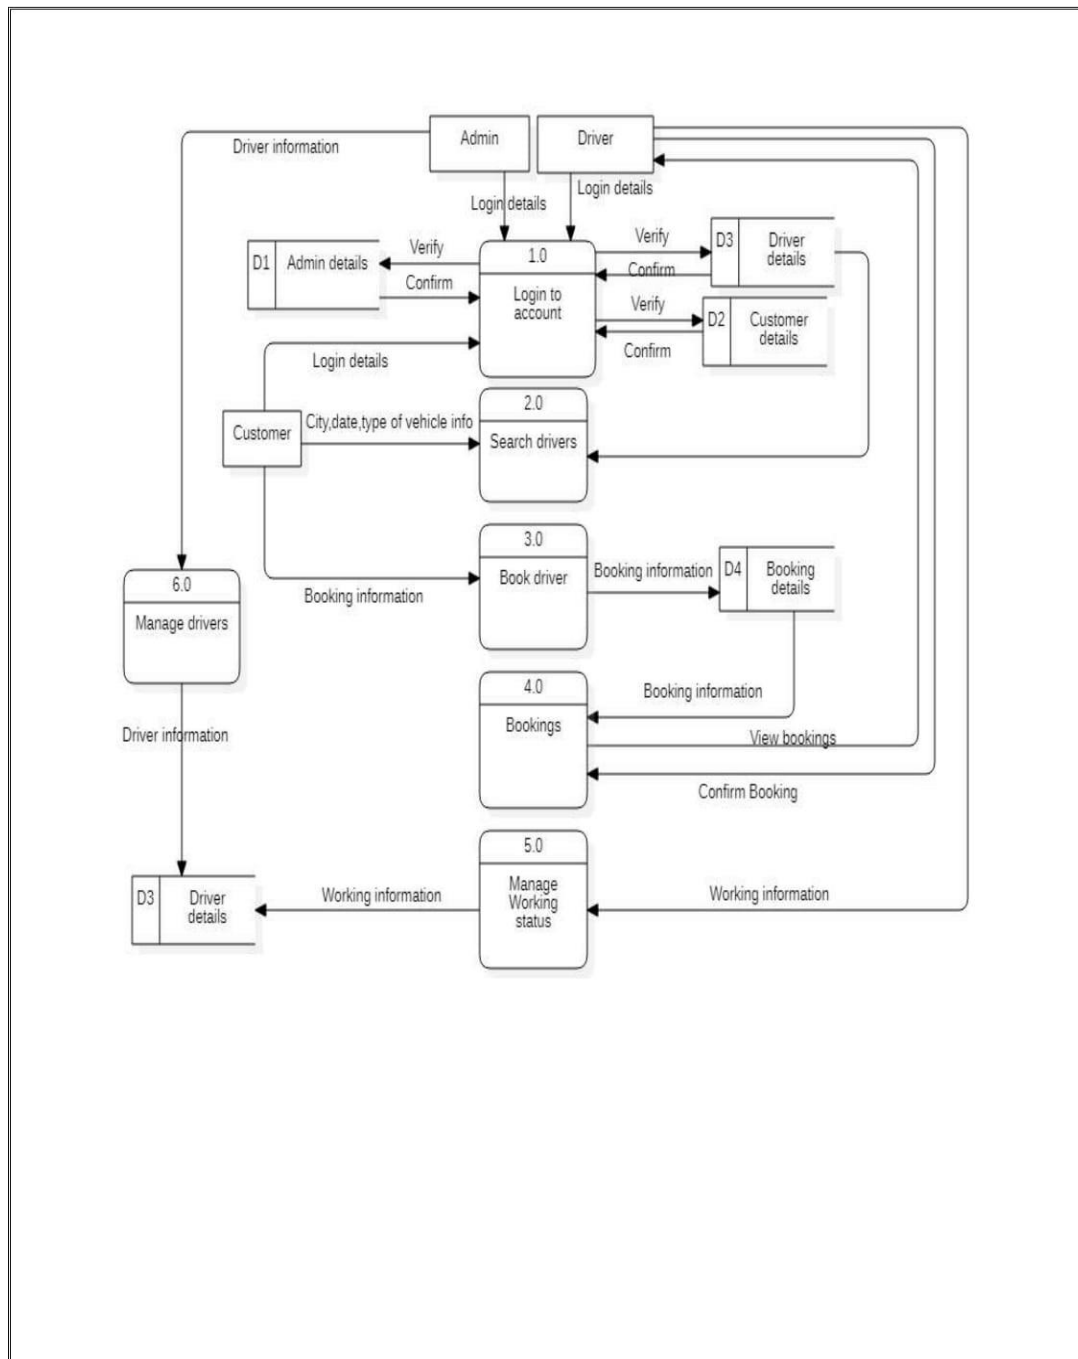 Admin
Driver
Driver information
Login details
Login details
D1
Admin details
Verify
Confirm
1.0
Login to
account
Verify
Confirm
D3
Driver
details
Verify
Confirm
D2
Customer
details
Login details
Customer
City,date,type of vehicle info
2.0
Search drivers
3.0
Book driver
Booking information
Booking information
D4
Booking
details
6.0
Manage drivers
4.0
Bookings
Booking information
View bookings
Confirm Booking
Driver information
5.0
Manage
Working
status
Working information
Working information
D3
Driver
details